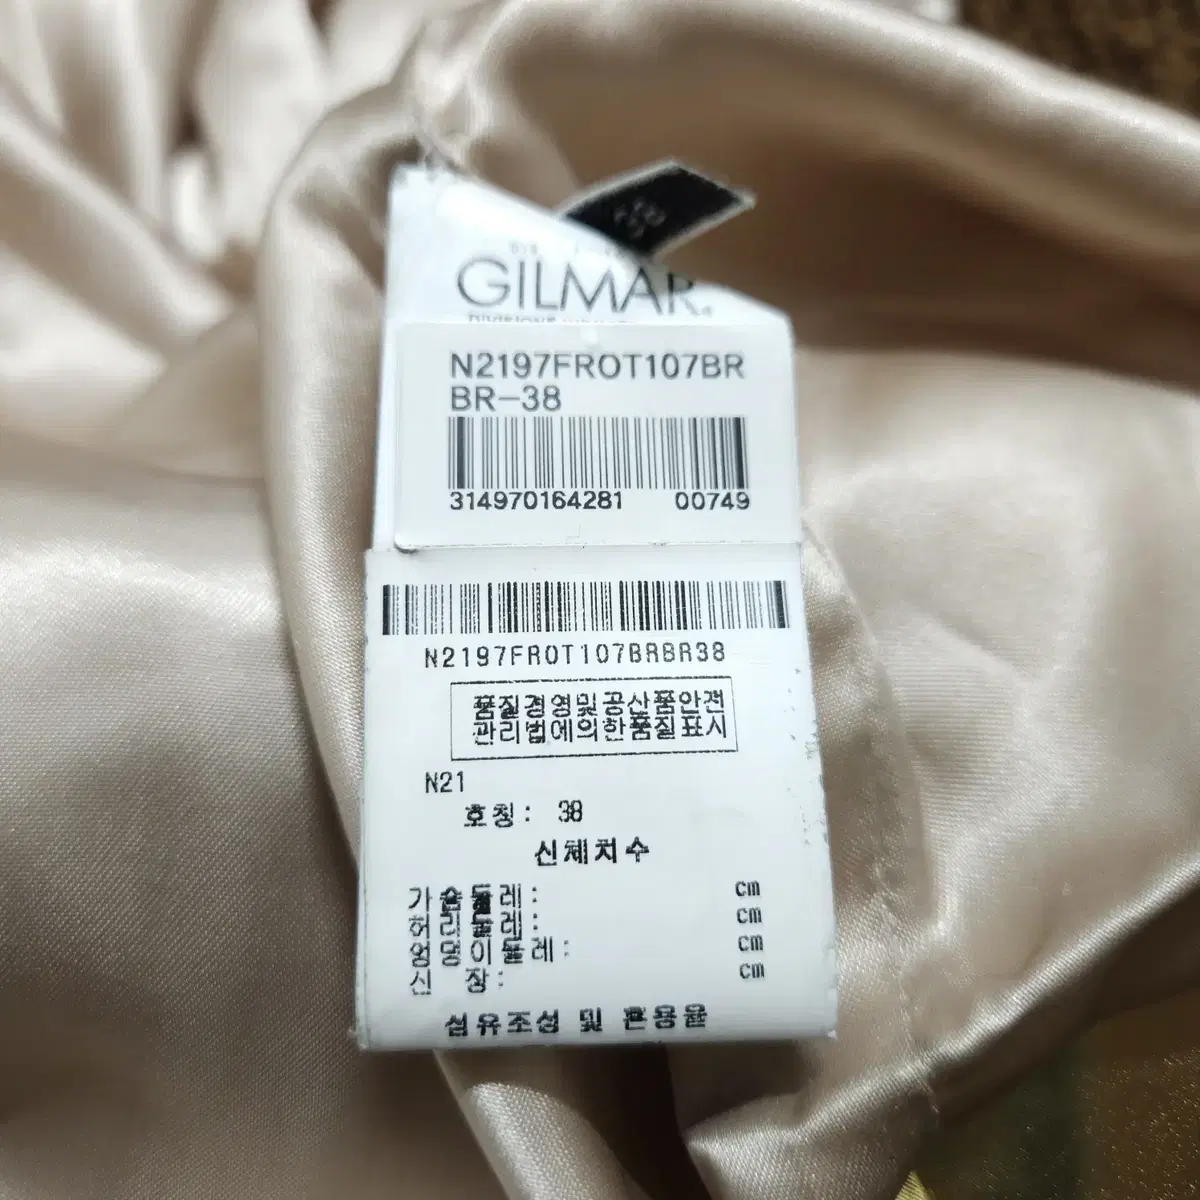 GILMAR
N2197FROT107BR
BR-38
314970164281 00749
N2197FROT107BRBR38
품질경영및공산품안전
관리법에의한품질표시
N21
호칭: 38
신체치수
가슴둘레: cm
허리둘레: cm
엉덩이둘레: cm
신 장: cm
섬유조성 및 혼용율